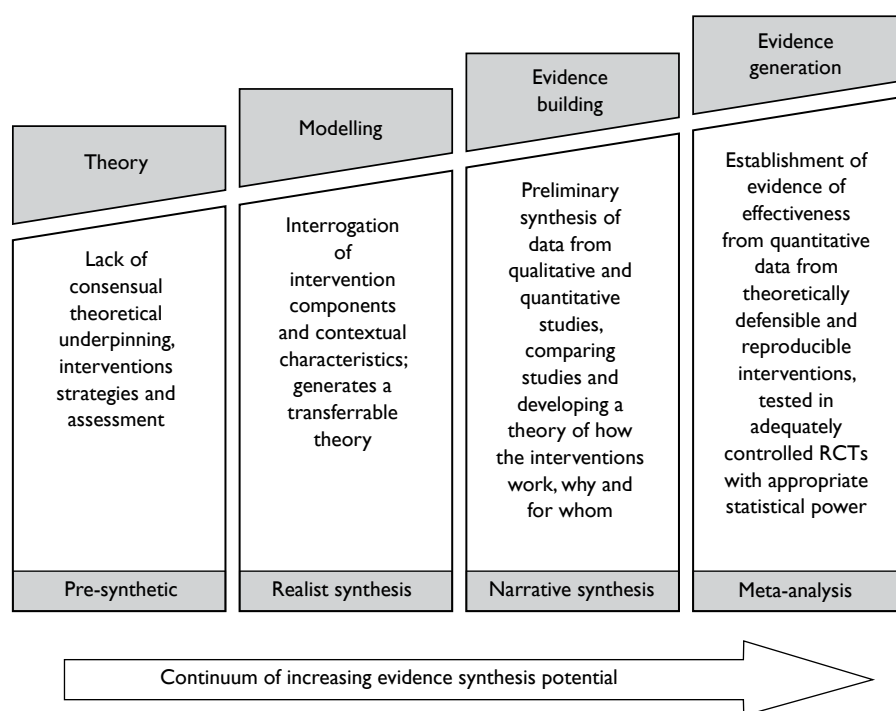 Theory
Lack of
consensual
theoretical
underpinning,
interventions
strategies and
assessment
Pre-synthetic
Modelling
Interrogation
of
intervention
components
and contextual
characteristics;
generates a
transferrable
theory
Realist synthesis
Evidence
building
Preliminary
synthesis of
data from
qualitative and
quantitative
studies,
comparing
studies and
developing a
theory of how
the interventions
work, why and
for whom
Narrative synthesis
Evidence
generation
Establishment of
evidence of
effectiveness
from quantitative
data from
theoretically
defensible and
reproducible
interventions,
tested in
adequately
controlled RCTs
with appropriate
statistical power
Meta-analysis
Continuum of increasing evidence synthesis potential